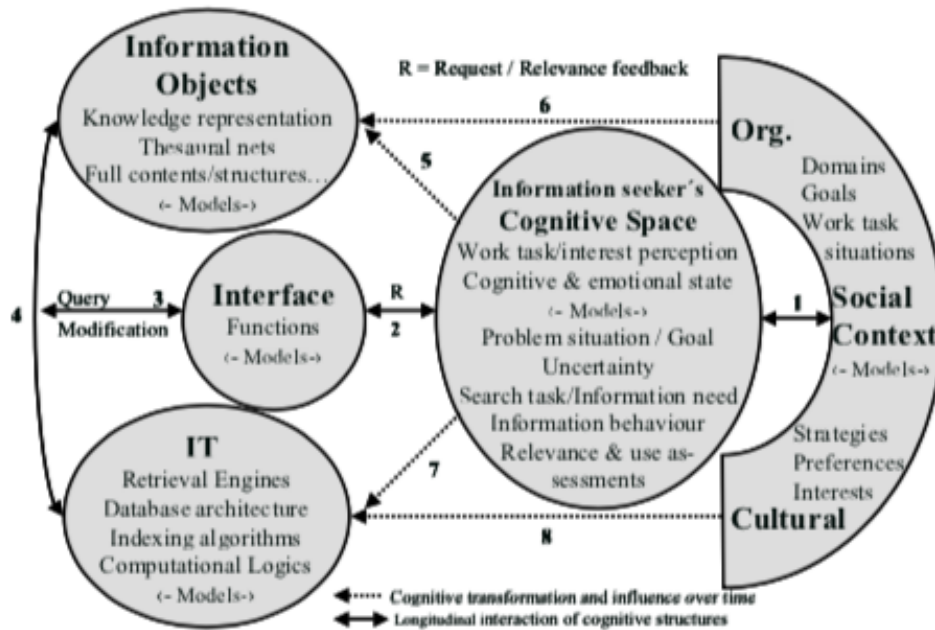 Information
Objects
Knowledge representation
Thesaural nets
Full contents/structures…
<- Models->
R = Request / Relevance feedback
6
5
4
Query 3
Modification
Interface
Functions
<- Models->
R
2
Information seeker´s
Cognitive Space
Work task/interest perception
Cognitive & emotional state
<- Models->
Problem situation / Goal
Uncertainty
Search task/Information need
Information behaviour
Relevance & use as-
sessments
1
Org.
Domains
Goals
Work task
situations
Social
Context
<- Models->
Strategies
Preferences
Interests
Cultural
IT
Retrieval Engines
Database architecture
Indexing algorithms
Computational Logics
<- Models->
7
8
Cognitive transformation and influence over time
Longitudinal interaction of cognitive structures